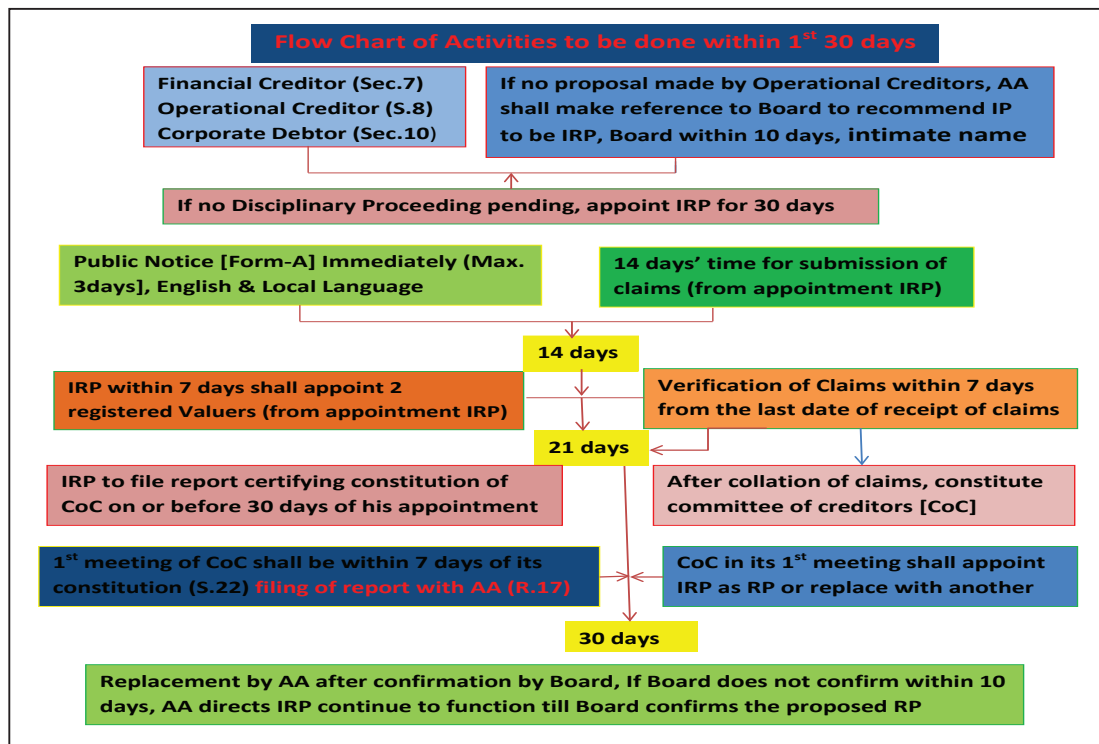 Flow Chart of Activities to be done within 1st 30 days
Financial Creditor (Sec.7)
Operational Creditor (S.8)
Corporate Debtor (Sec.10)
If no proposal made by Operational Creditors, AA
shall make reference to Board to recommend IP
to be IRP, Board within 10 days, intimate name
If no Disciplinary Proceeding pending, appoint IRP for 30 days
Public Notice [Form-A] Immediately (Max.
3days], English & Local Language
14 days’ time for submission of
claims (from appointment IRP)
14 days
IRP within 7 days shall appoint 2
registered Valuers (from appointment IRP)
Verification of Claims within 7 days
from the last date of receipt of claims
21 days
IRP to file report certifying constitution of
CoC on or before 30 days of his appointment
After collation of claims, constitute
committee of creditors [CoC]
1st meeting of CoC shall be within 7 days of its
constitution (S.22) filing of report with AA (R.17)
CoC in its 1st meeting shall appoint
IRP as RP or replace with another
30 days
Replacement by AA after confirmation by Board, If Board does not confirm within 10
days, AA directs IRP continue to function till Board confirms the proposed RP